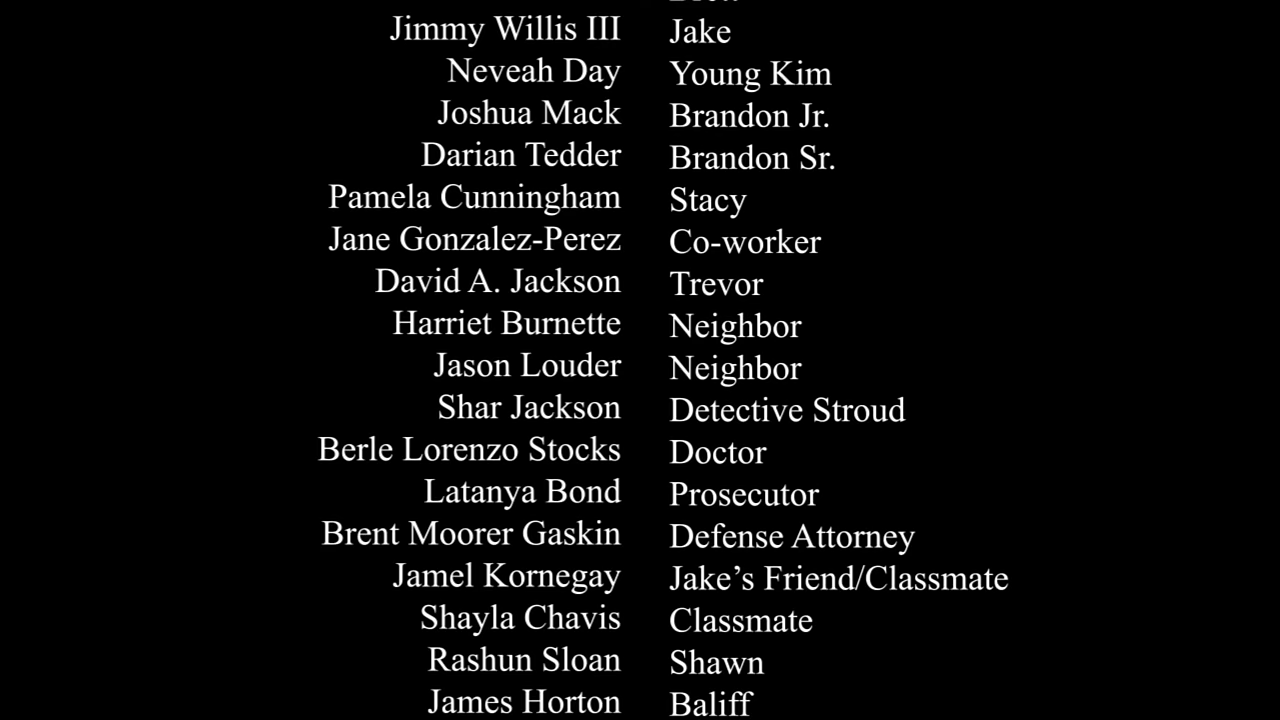 Jimmy Willis III Jake
Neveah Day Young Kim
Joshua Mack Brandon Jr.
Darian Tedder Brandon Sr.
Pamela Cunningham Stacy
Jane Gonzalez-Perez Co-worker
David A. Jackson Trevor
Harriet Burnette Neighbor
Jason Louder Neighbor
Shar Jackson Detective Stroud
Berle Lorenzo Stocks Doctor
Latanya Bond Prosecutor
Brent Moorer Gaskin Defense Attorney
Jamel Kornegay Jake’s Friend/Classmate
Shayla Chavis Classmate
Rashun Sloan Shawn
James Horton Baliff